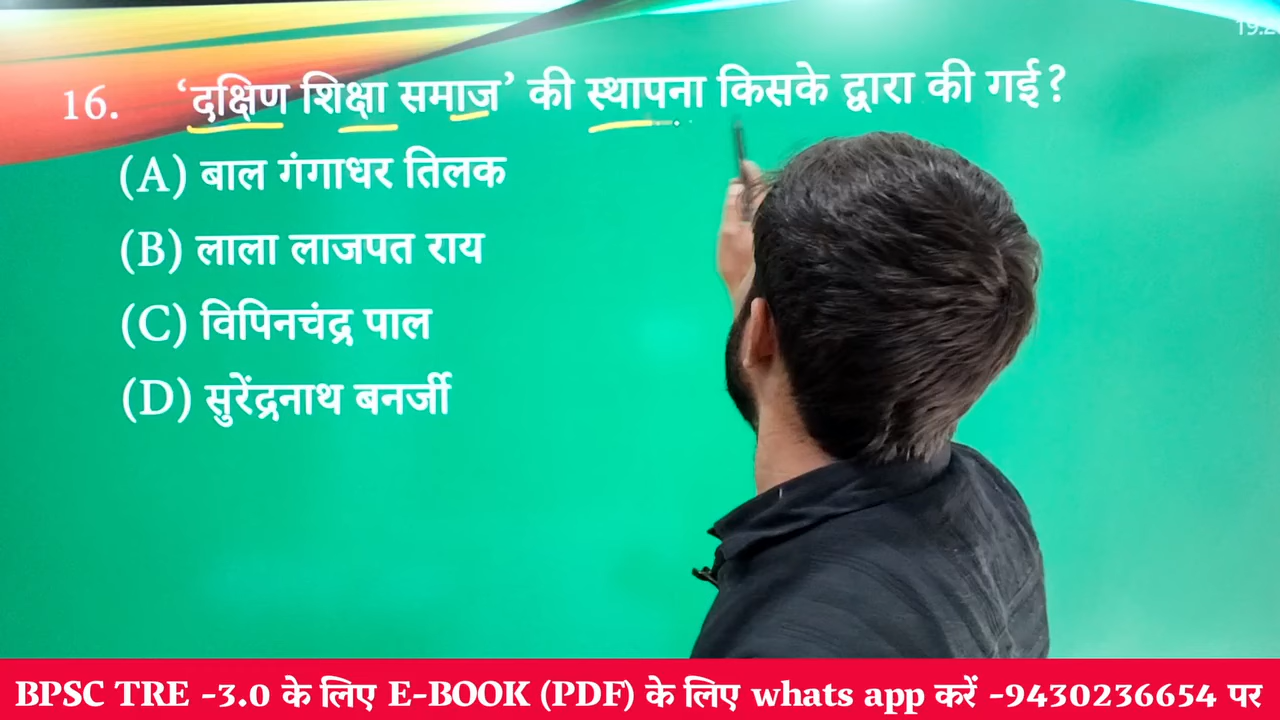 16. ‘दक्षिण शिक्षा समाज’ की स्थापना किसके द्वारा की गई?
(A) बाल गंगाधर तिलक
(B) लाला लाजपत राय
(C) विपिनचंद्र पाल
(D) सुरेंद्रनाथ बनर्जी
BPSC TRE -3.0 के लिए E-BOOK (PDF) के लिए whats app करें -9430236654 पर